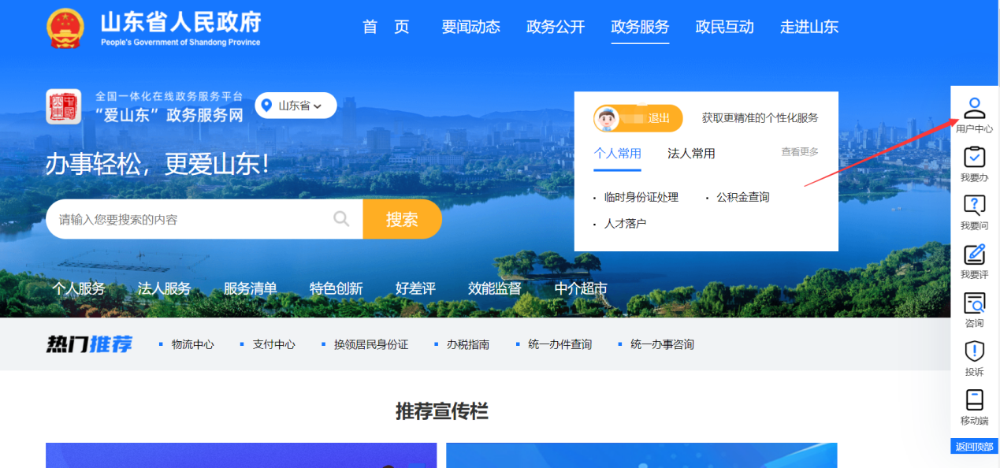 山东省人民政府
People's Government of Shandong Province
首 页 要闻动态 政务公开 政务服务 政民互动 走进山东
全国一体化在线政务服务平台
“爱山东”政务服务网
山东省
办事轻松，更爱山东！
请输入您要搜索的内容
搜索
退出
获取更精准的个性化服务
个人常用 法人常用 查看更多
· 临时身份证处理 · 公积金查询
· 人才落户
个人服务 法人服务 服务清单 特色创新 好差评 效能监督 中介超市
热门推荐 物流中心 支付中心 换领居民身份证 办税指南 统一办件查询 统一办事咨询
推荐宣传栏
用户中心
我要办
我要问
我要评
咨询
投诉
移动端
返回顶部